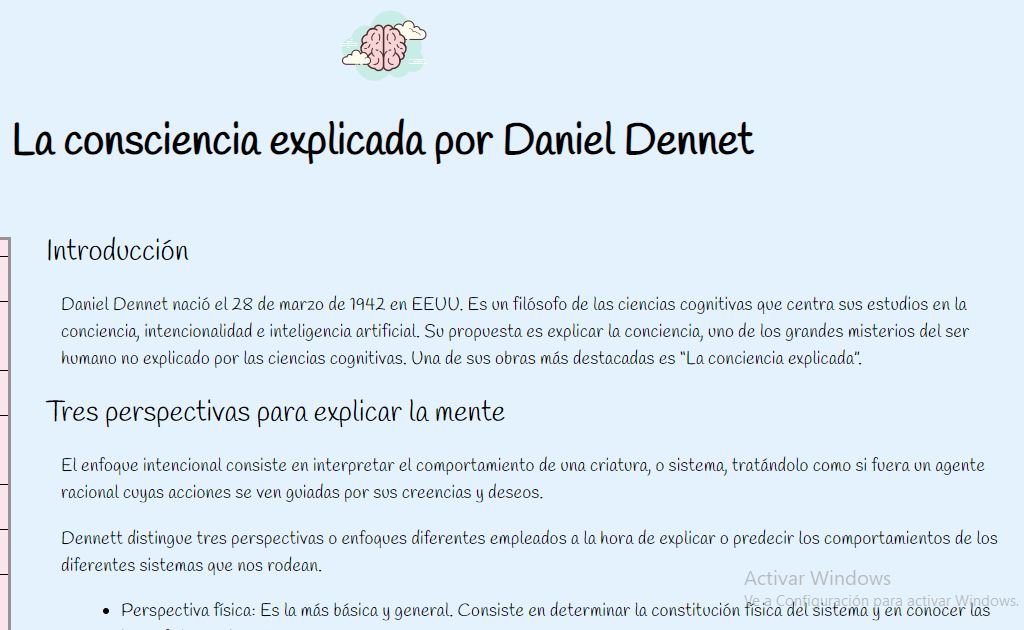 La consciencia explicada por Daniel Dennet
Introducción
Daniel Dennet nació el 28 de marzo de 1942 en EEUU. Es un filósofo de las ciencias cognitivas que centra sus estudios en la
conciencia, intencionalidad e inteligencia artificial. Su propuesta es explicar la conciencia, uno de los grandes misterios del ser
humano no explicado por las ciencias cognitivas. Una de sus obras más destacadas es "La conciencia explicada".
Tres perspectivas para explicar la mente
El enfoque intencional consiste en interpretar el comportamiento de una criatura, o sistema, tratándolo como si fuera un agente
racional cuyas acciones se ven guiadas por sus creencias y deseos.
Dennett distingue tres perspectivas o enfoques diferentes empleados a la hora de explicar o predecir los comportamientos de los
diferentes sistemas que nos rodean.
Activar Windows
Ve a Configuración para activar Windows.
• Perspectiva física: Es la más básica y general. Consiste en determinar la constitución física del sistema y en conocer las